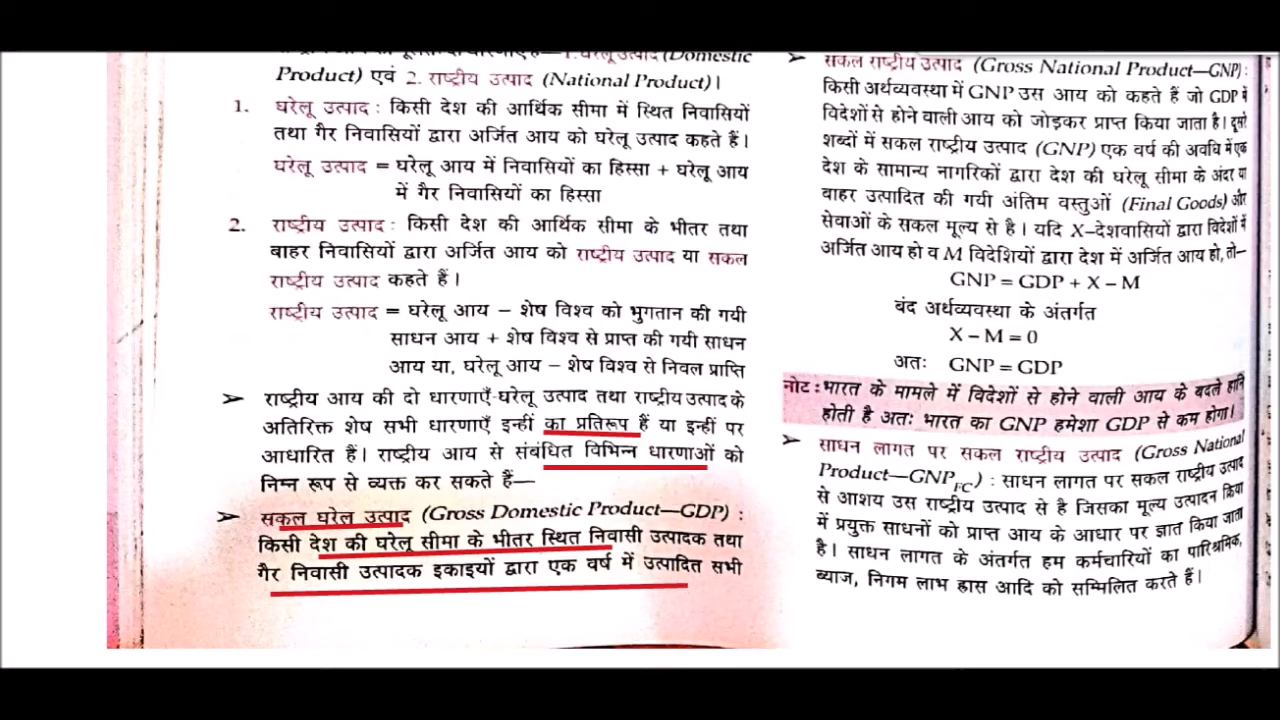 घरेलू उत्पाद (Domestic
Product) एवं 2. राष्ट्रीय उत्पाद (National Product)।
1. घरेलू उत्पाद : किसी देश की आर्थिक सीमा में स्थित निवासियों
तथा गैर निवासियों द्वारा अर्जित आय को घरेलू उत्पाद कहते हैं।
घरेलू उत्पाद = घरेलू आय में निवासियों का हिस्सा + घरेलू आय
में गैर निवासियों का हिस्सा
2. राष्ट्रीय उत्पाद : किसी देश की आर्थिक सीमा के भीतर तथा
बाहर निवासियों द्वारा अर्जित आय को राष्ट्रीय उत्पाद या सकल
राष्ट्रीय उत्पाद कहते हैं।
राष्ट्रीय उत्पाद = घरेलू आय – शेष विश्व को भुगतान की गयी
साधन आय + शेष विश्व से प्राप्त की गयी साधन
आय या, घरेलू आय – शेष विश्व से निवल प्राप्ति
➢ राष्ट्रीय आय की दो धारणाएँ-घरेलू उत्पाद तथा राष्ट्रीय उत्पाद के
अतिरिक्त शेष सभी धारणाएँ इन्हीं का प्रतिरूप हैं या इन्हीं पर
आधारित हैं। राष्ट्रीय आय से संबंधित विभिन्न धारणाओं को
निम्न रूप से व्यक्त कर सकते हैं—
➢ सकल घरेलू उत्पाद (Gross Domestic Product—GDP) :
किसी देश की घरेलू सीमा के भीतर स्थित निवासी उत्पादक तथा
गैर निवासी उत्पादक इकाइयों द्वारा एक वर्ष में उत्पादित सभी
➢ सकल राष्ट्रीय उत्पाद (Gross National Product—GNP) :
किसी अर्थव्यवस्था में GNP उस आय को कहते हैं जो GDP में
विदेशों से होने वाली आय को जोड़कर प्राप्त किया जाता है। दूसरे
शब्दों में सकल राष्ट्रीय उत्पाद (GNP) एक वर्ष की अवधि में एक
देश के सामान्य नागरिकों द्वारा देश की घरेलू सीमा के अंदर या
बाहर उत्पादित की गयी अंतिम वस्तुओं (Final Goods) और
सेवाओं के सकल मूल्य से है। यदि X–देशवासियों द्वारा विदेशों में
अर्जित आय हो व M विदेशियों द्वारा देश में अर्जित आय हो, तो—
GNP = GDP + X – M
बंद अर्थव्यवस्था के अंतर्गत
X – M = 0
अतः GNP = GDP
नोट : भारत के मामले में विदेशों से होने वाली आय के बदले हानि
होती है अतः भारत का GNP हमेशा GDP से कम होगा।
➢ साधन लागत पर सकल राष्ट्रीय उत्पाद (Gross National
Product—GNP FC) : साधन लागत पर सकल राष्ट्रीय उत्पाद
से आशय उस राष्ट्रीय उत्पाद से है जिसका मूल्य उत्पादन क्रिया
में प्रयुक्त साधनों को प्राप्त आय के आधार पर ज्ञात किया जाता
है। साधन लागत के अंतर्गत हम कर्मचारियों का पारिश्रमिक,
ब्याज, निगम लाभ ह्रास आदि को सम्मिलित करते हैं।